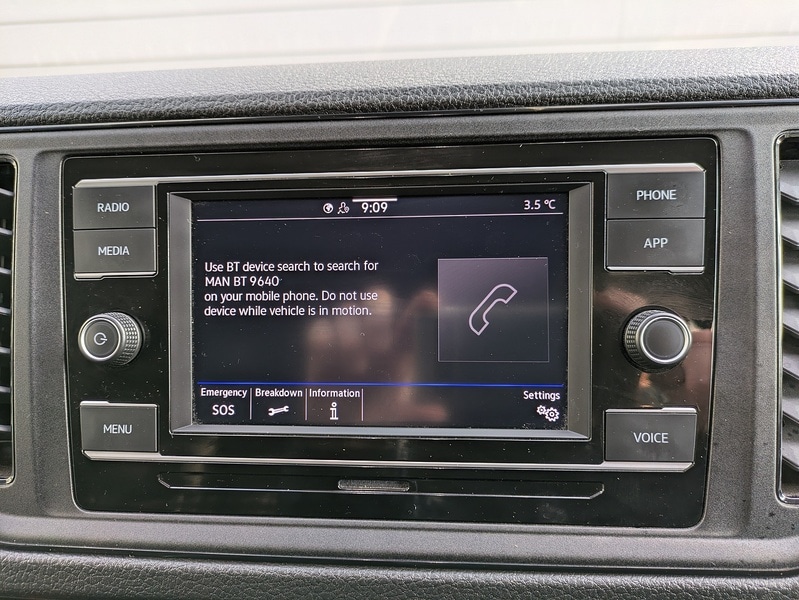 RADIO
MEDIA
MENU
PHONE
APP
VOICE
9:09
3.5 °C
Use BT device search to search for
MAN BT 9640
on your mobile phone. Do not use
device while vehicle is in motion.
Emergency
SOS
Breakdown
Information
Settings